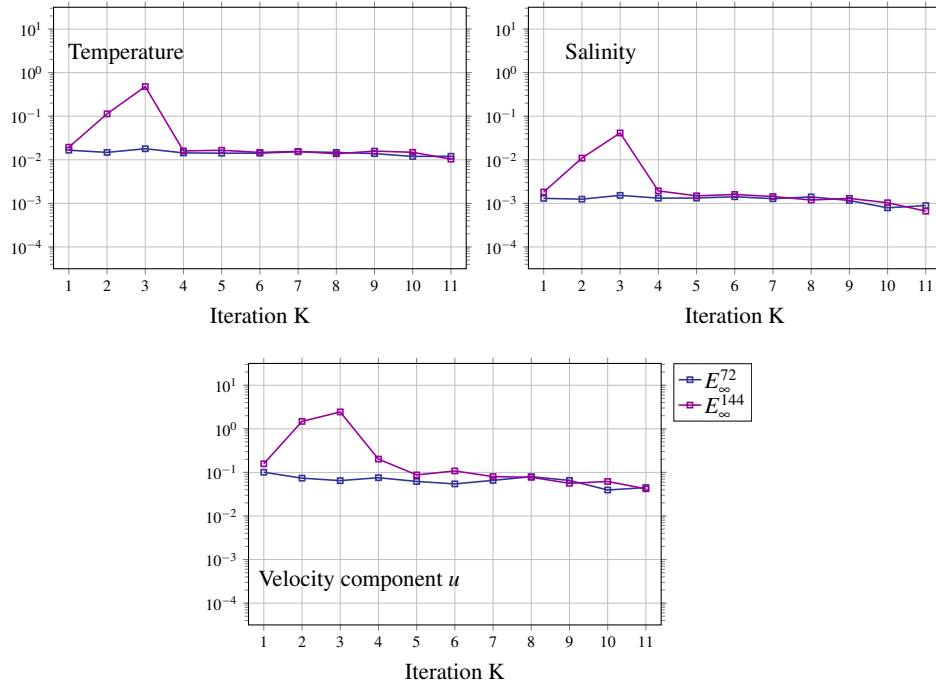 Temperature
10^1
10^0
10^−1
10^−2
10^−3
10^−4
1 2 3 4 5 6 7 8 9 10 11
Iteration K
Salinity
10^1
10^0
10^−1
10^−2
10^−3
10^−4
1 2 3 4 5 6 7 8 9 10 11
Iteration K
Velocity component u
10^1
10^0
10^−1
10^−2
10^−3
10^−4
1 2 3 4 5 6 7 8 9 10 11
Iteration K
E_∞^72
E_∞^144